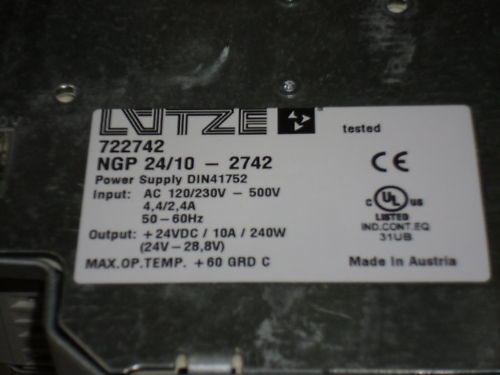 LÜTZE
tested
722742
NGP 24/10 – 2742
Power Supply DIN41752
Input: AC 120/230V – 500V
4,4/2,4A
50–60Hz
Output: +24VDC / 10A / 240W
(24V–28,8V)
MAX.OP.TEMP. +60 GRD C
CE
C UL US
LISTED
IND.CONT.EQ
31UB
Made In Austria